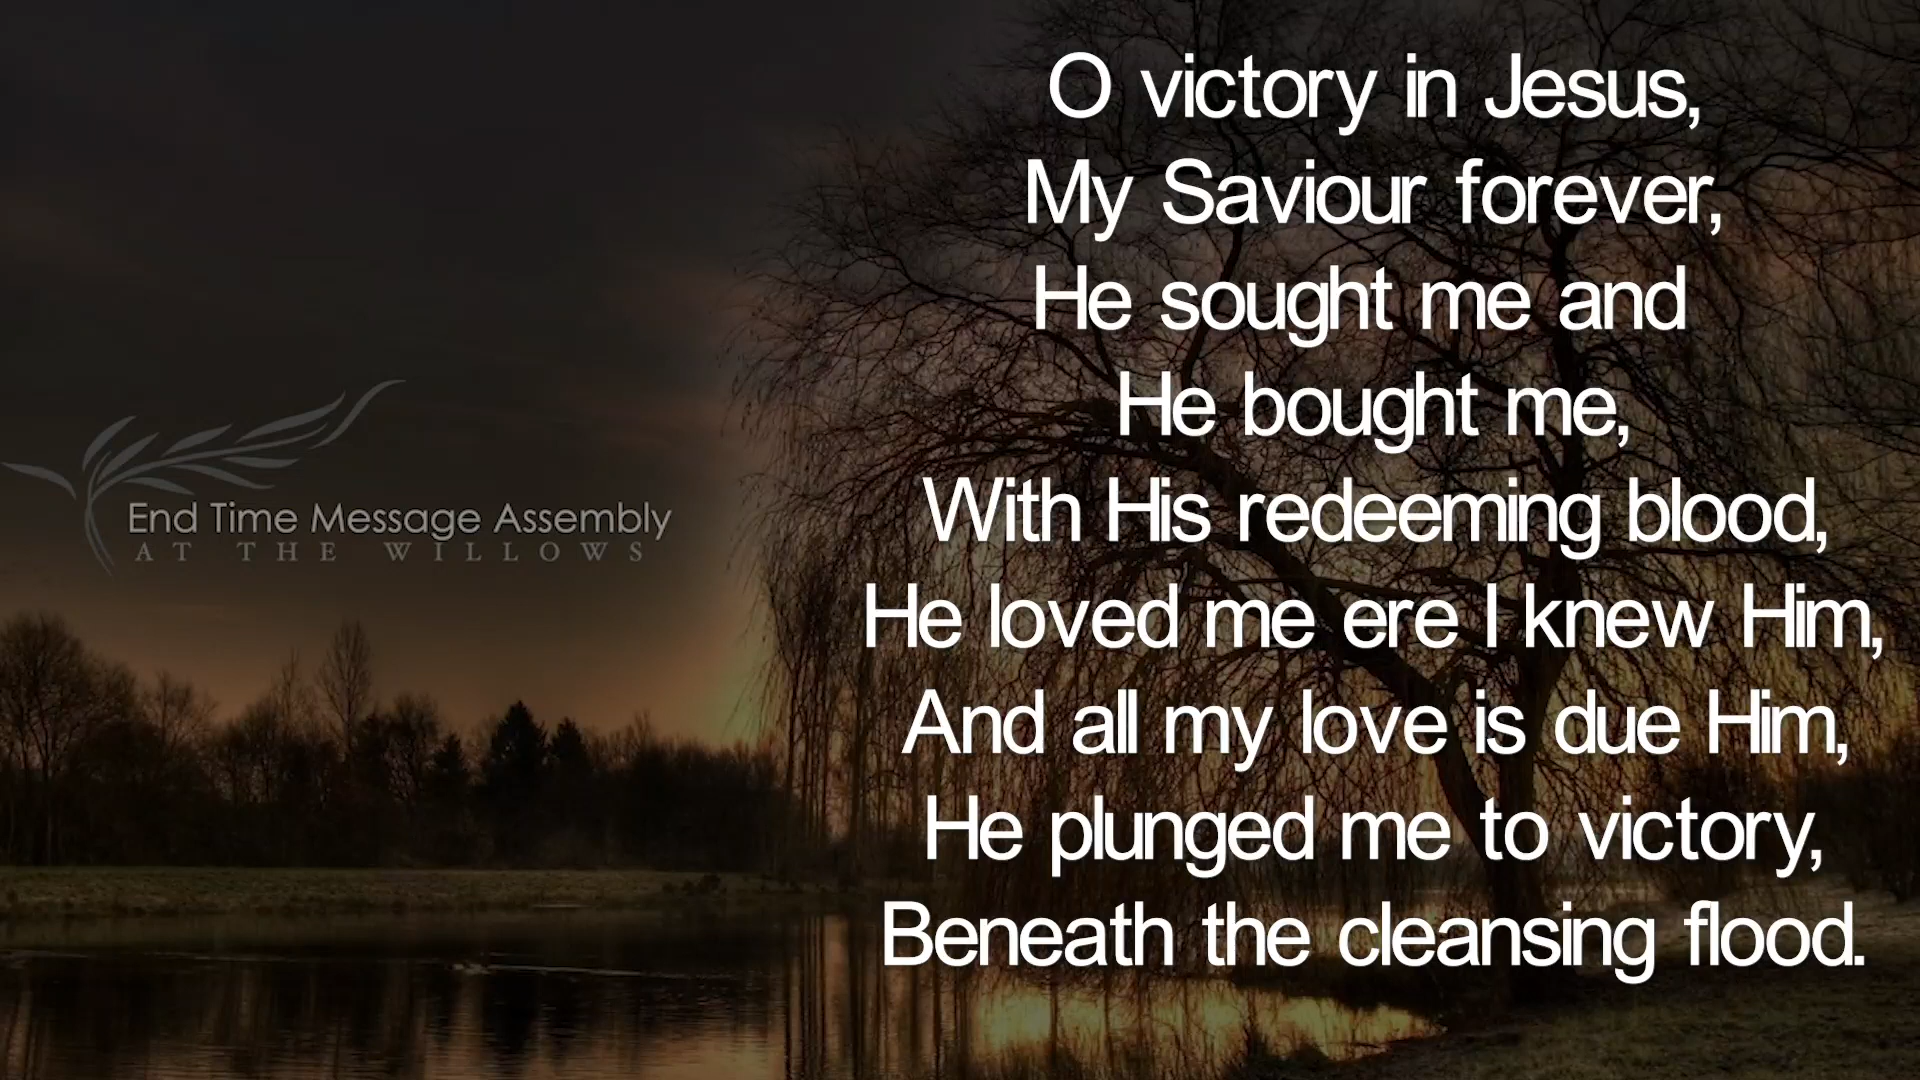 O victory in Jesus,
My Saviour forever,
He sought me and
He bought me,
With His redeeming blood,
He loved me ere I knew Him,
And all my love is due Him,
He plunged me to victory,
Beneath the cleansing flood.
End Time Message Assembly
AT THE WILLOWS